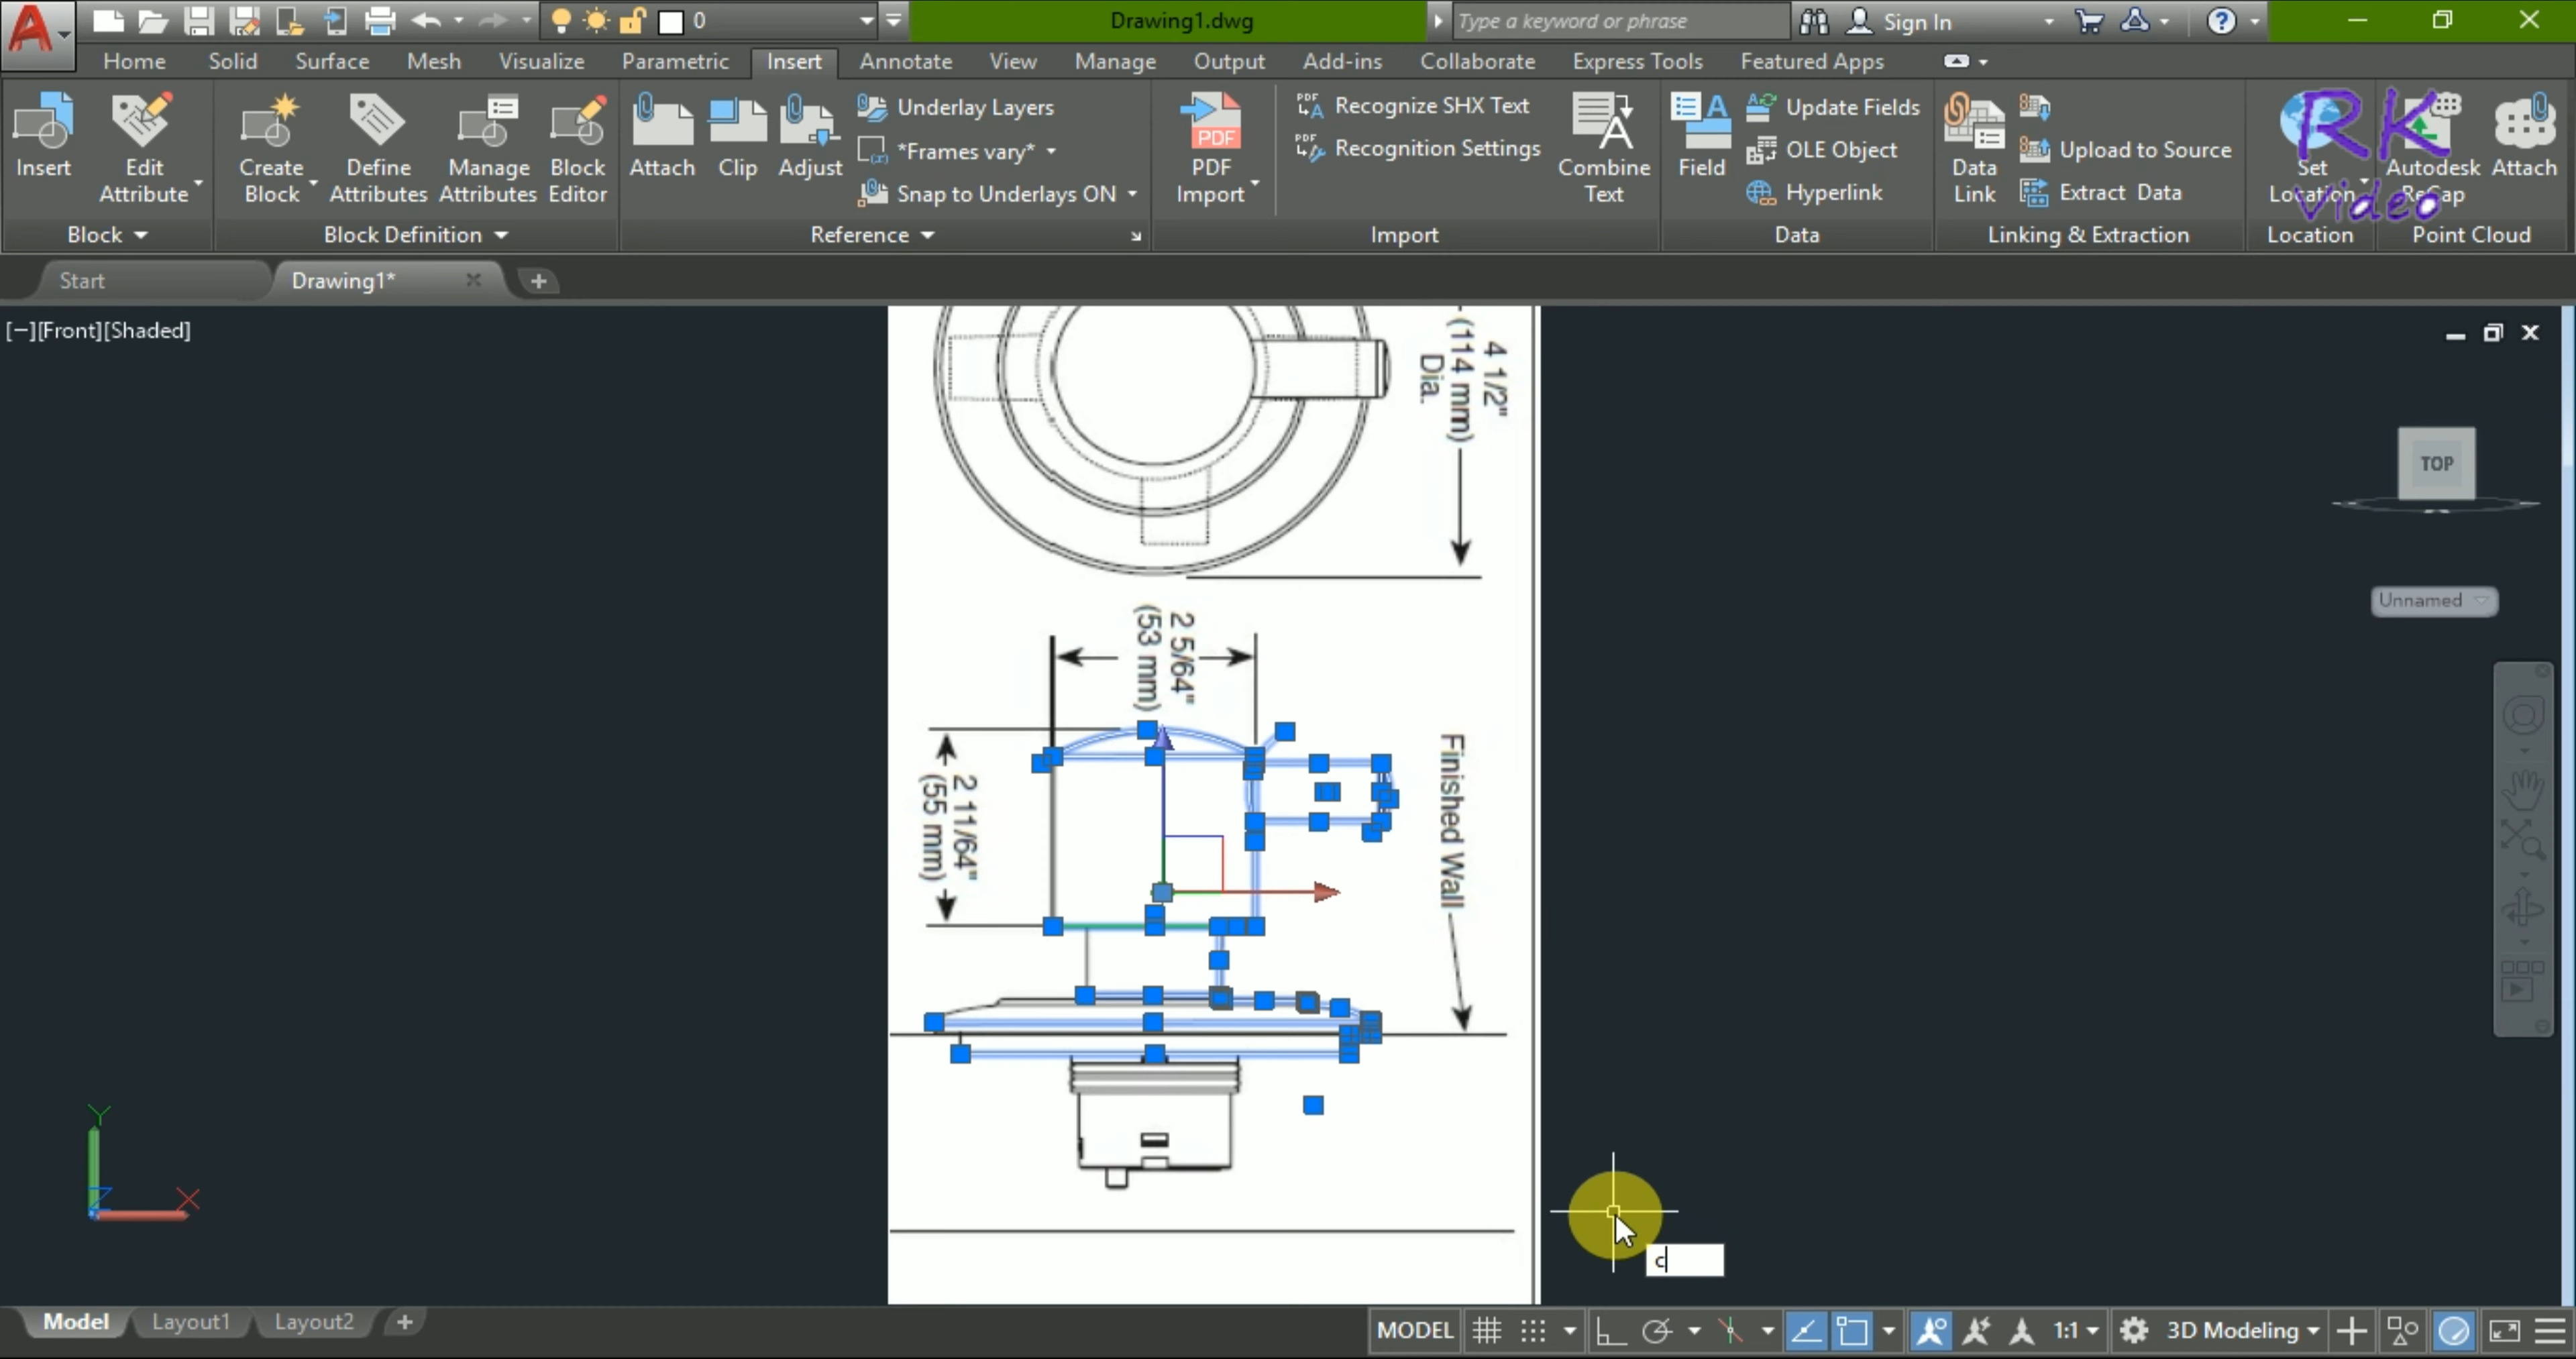 0
Drawing1.dwg
Type a keyword or phrase
Sign In
Home Solid Surface Mesh Visualize Parametric Insert Annotate View Manage Output Add-ins Collaborate Express Tools Featured Apps
Insert
Edit
Attribute
Create
Block
Define
Attributes
Manage
Attributes
Block
Editor
Attach
Clip
Adjust
Underlay Layers
*Frames vary*
Snap to Underlays ON
PDF
PDF
Import
PDF
A
Recognize SHX Text
PDF
Recognition Settings
Combine
Text
Field
Update Fields
OLE Object
Hyperlink
Data
Link
Upload to Source
Extract Data
Set
Location
Autodesk
ReCap
Attach
RK
video
Block
Block Definition
Reference
Import
Data
Linking & Extraction
Location
Point Cloud
Start
Drawing1*
[−][Front][Shaded]
4 1/2"
(114 mm)
Dia.
2 5/64"
(53 mm)
2 11/64"
(55 mm)
Finished Wall
TOP
Unnamed
Y
Z
X
c
Model
Layout1
Layout2
MODEL
1:1
3D Modeling